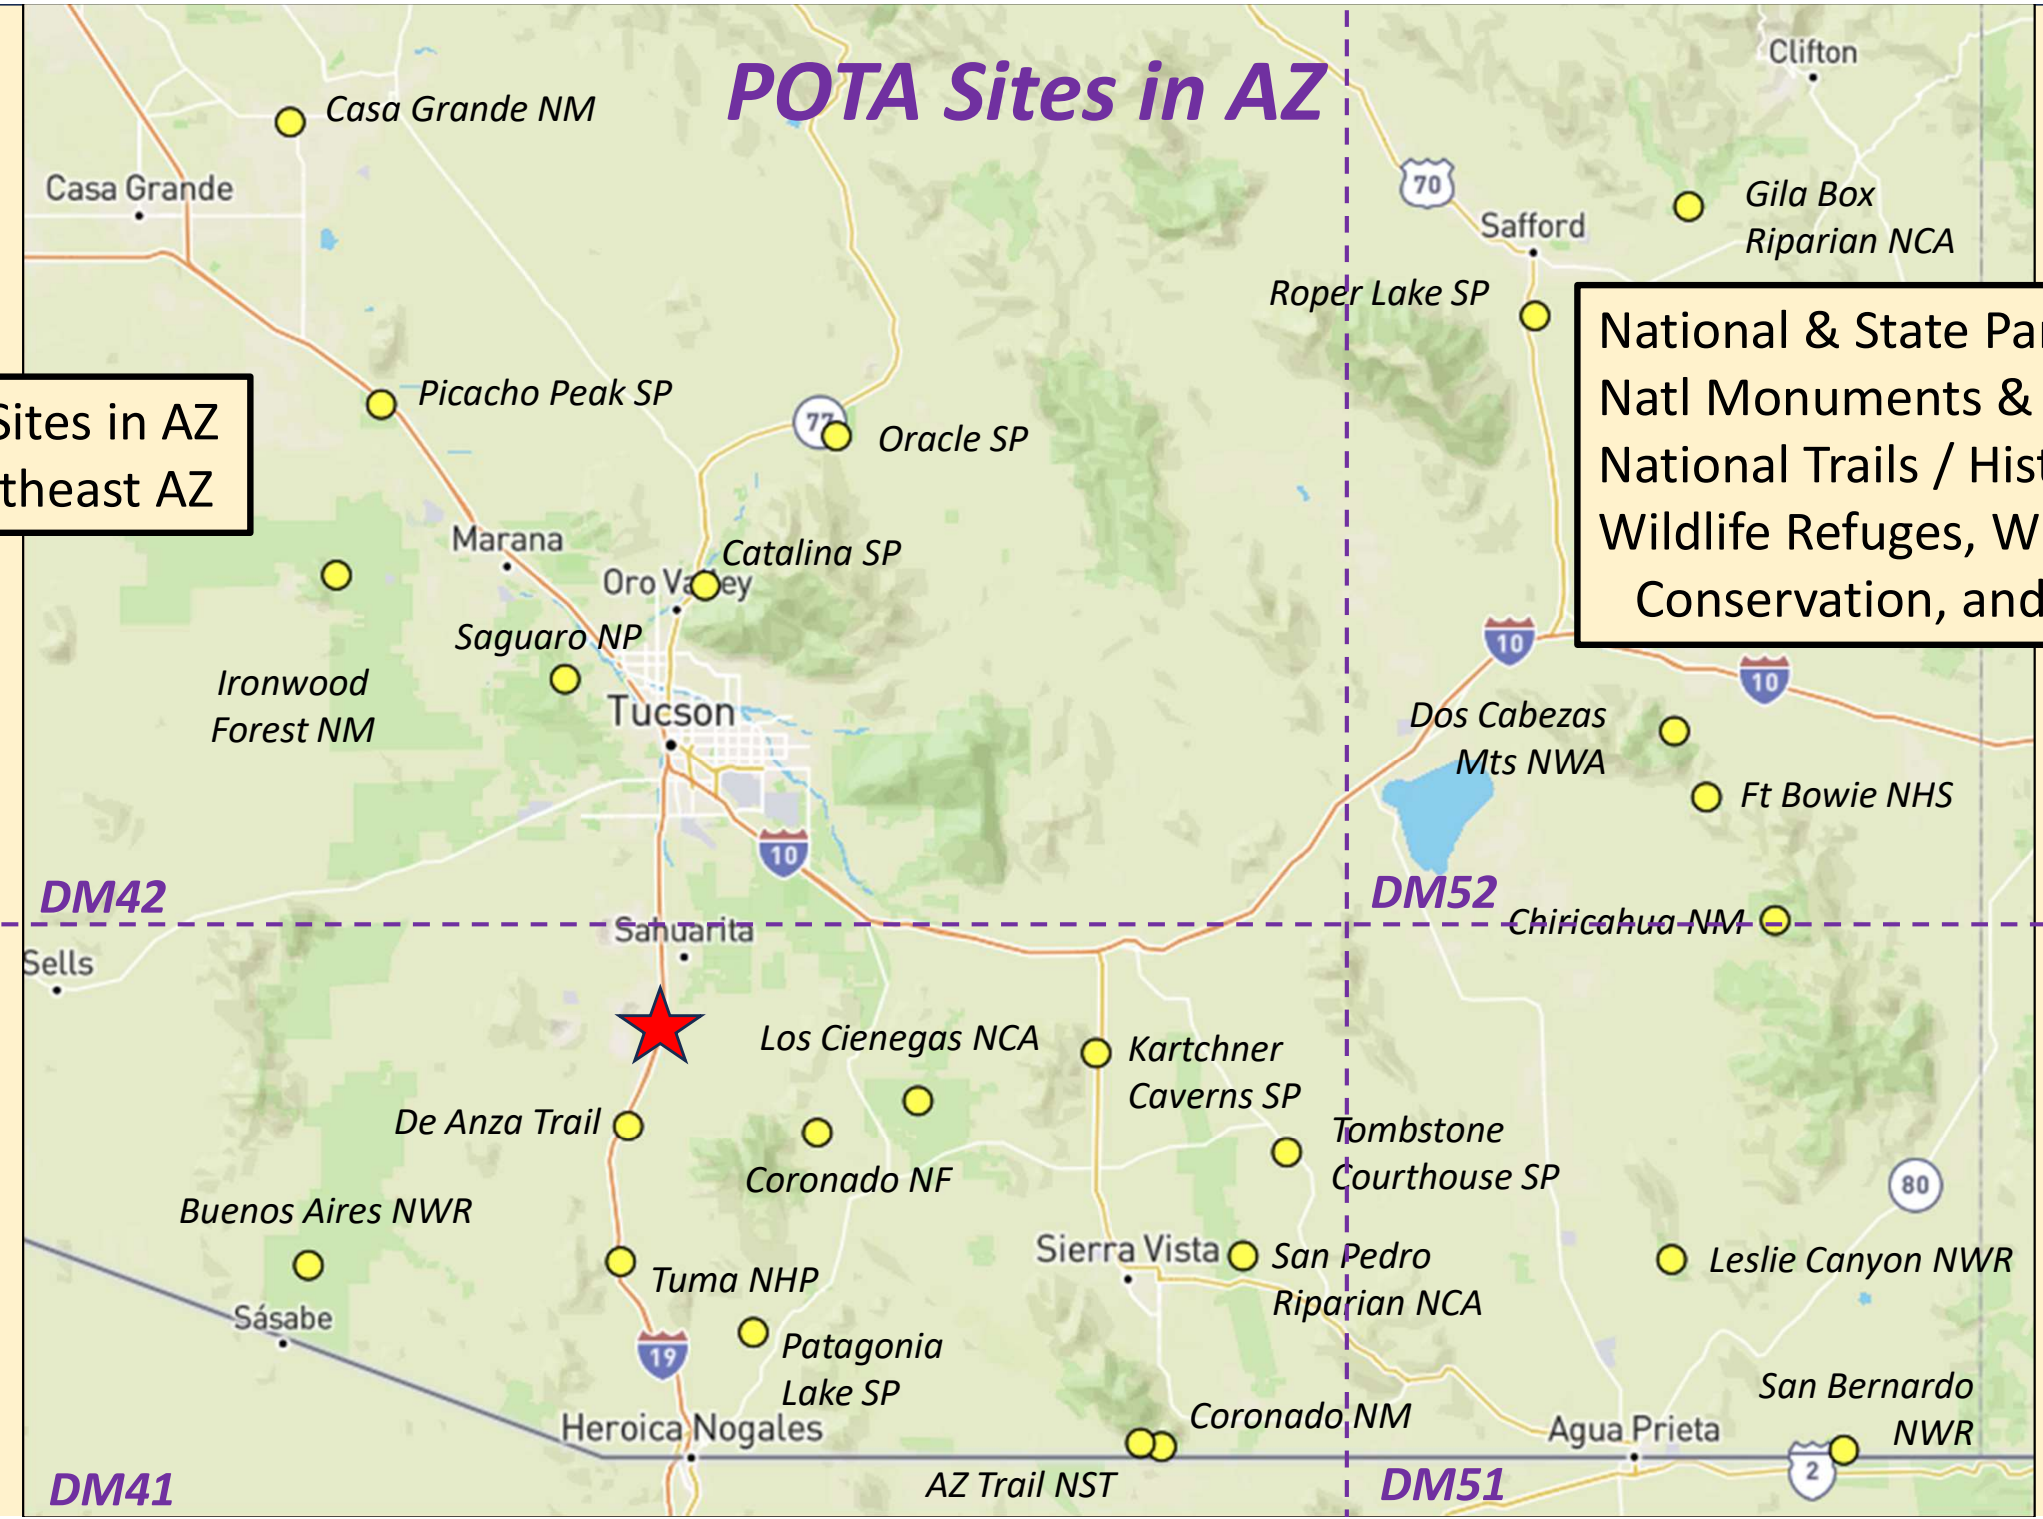 POTA Sites in AZ
Clifton
Casa Grande NM
Casa Grande
70
Safford
Gila Box
Riparian NCA
Roper Lake SP
National & State Par
Natl Monuments &
National Trails / Hist
Wildlife Refuges, W
Conservation, and
Sites in AZ
theast AZ
Picacho Peak SP
77
Oracle SP
Marana
Catalina SP
Oro Valley
Saguaro NP
Ironwood
Forest NM
Tucson
10
10
Dos Cabezas
Mts NWA
Ft Bowie NHS
10
DM42
DM52
Chiricahua NM
Sahuarita
Sells
Los Cienegas NCA
Kartchner
Caverns SP
De Anza Trail
Coronado NF
Tombstone
Courthouse SP
80
Buenos Aires NWR
Sierra Vista
San Pedro
Riparian NCA
Leslie Canyon NWR
Tuma NHP
Sásabe
19
Patagonia
Lake SP
San Bernardo
NWR
Heroica Nogales
Coronado NM
Agua Prieta
2
AZ Trail NST
DM41
DM51